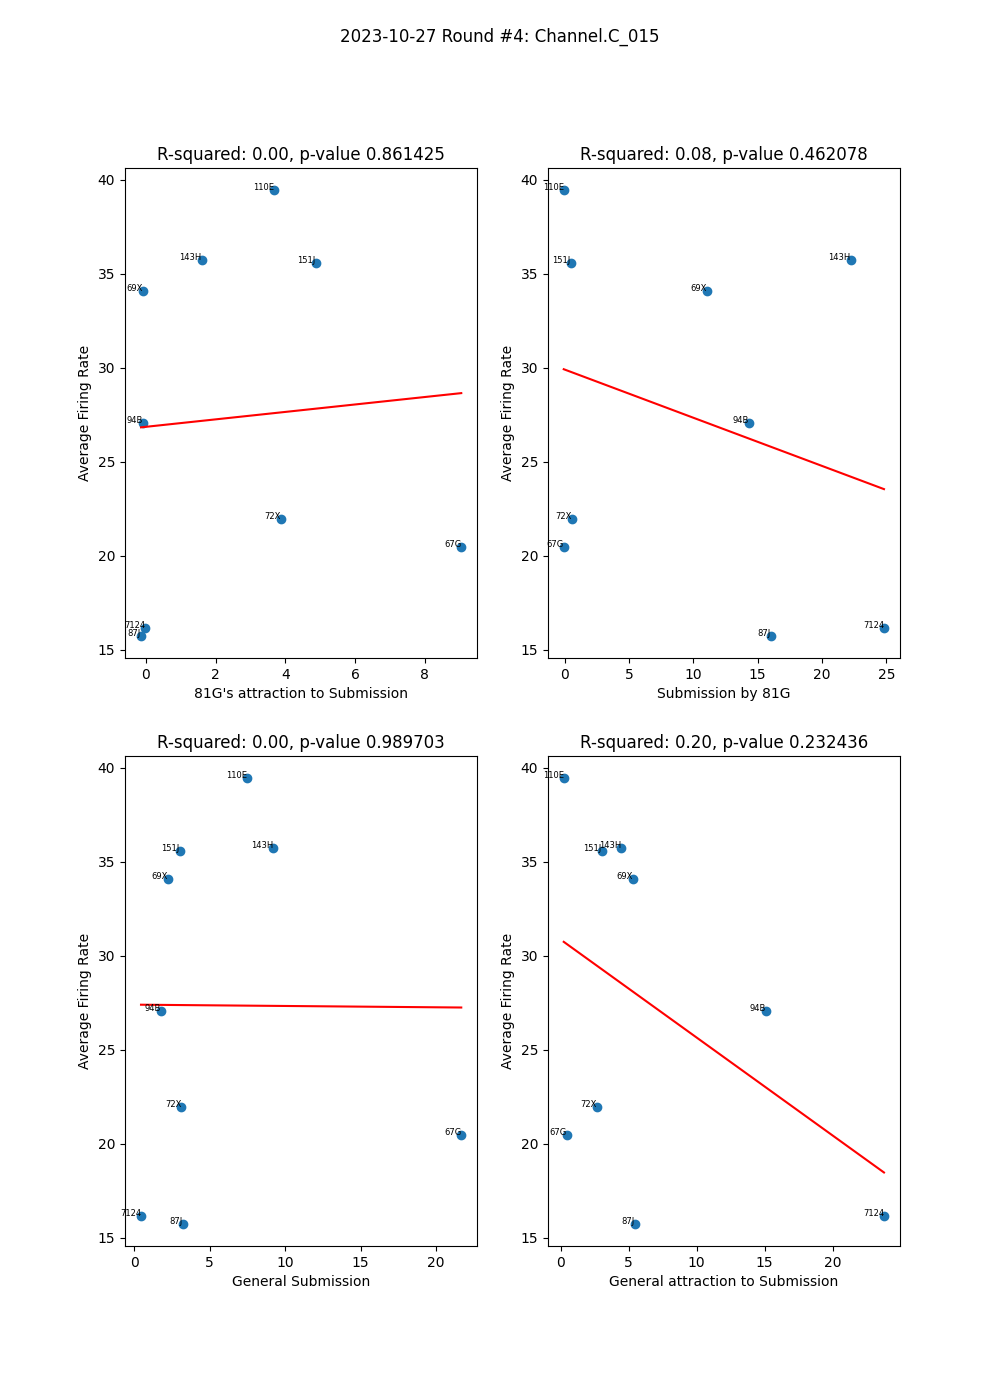 2023-10-27 Round #4: Channel.C_015
R-squared: 0.00, p-value 0.861425
40
35
30
25
20
15
Average Firing Rate
110E
143H
151J
69X
94B
72X
67G
7124
87J
0 2 4 6 8
81G's attraction to Submission
R-squared: 0.08, p-value 0.462078
40
35
30
25
20
15
Average Firing Rate
110E
151J
143H
69X
94B
72X
67G
87J
7124
0 5 10 15 20 25
Submission by 81G
R-squared: 0.00, p-value 0.989703
40
35
30
25
20
15
Average Firing Rate
110E
151J
143H
69X
94B
72X
67G
7124
87J
0 5 10 15 20
General Submission
R-squared: 0.20, p-value 0.232436
40
35
30
25
20
15
Average Firing Rate
110E
151J
143H
69X
94B
72X
67G
87J
7124
0 5 10 15 20
General attraction to Submission